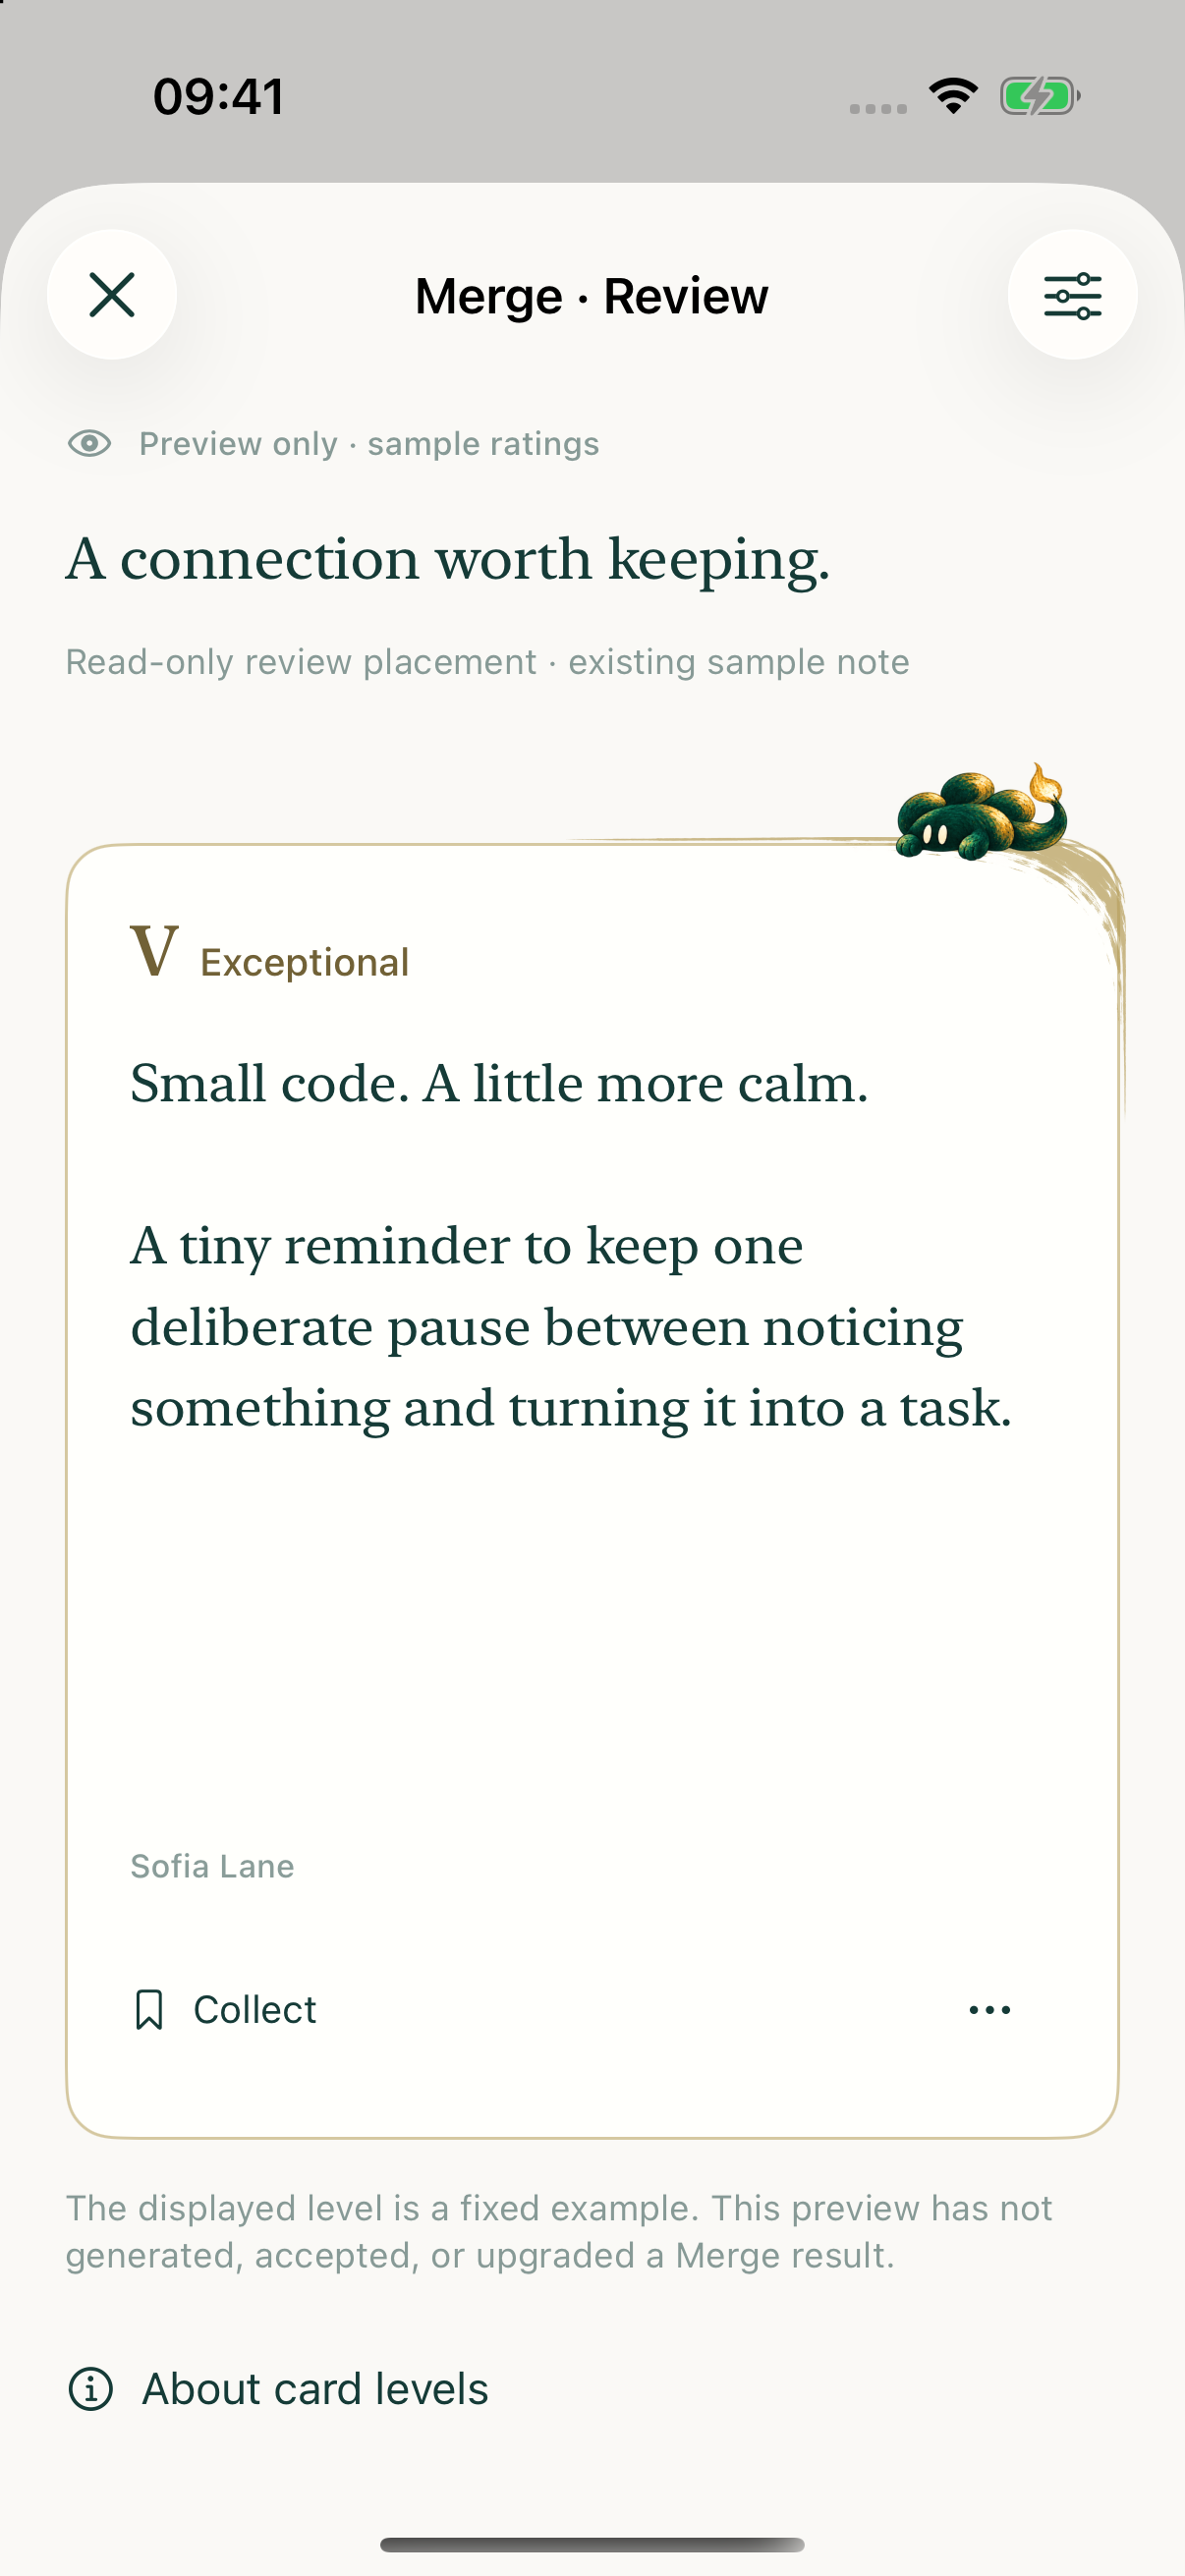 09:41
Merge · Review
Preview only · sample ratings
A connection worth keeping.
Read-only review placement · existing sample note
V Exceptional
Small code. A little more calm.
A tiny reminder to keep one
deliberate pause between noticing
something and turning it into a task.
Sofia Lane
Collect
The displayed level is a fixed example. This preview has not
generated, accepted, or upgraded a Merge result.
About card levels